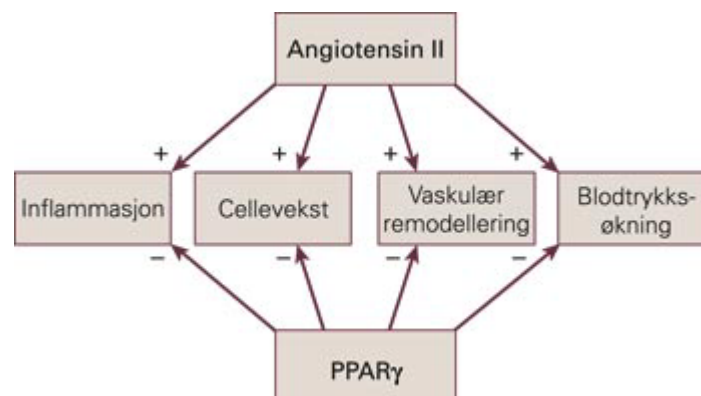 Angiotensin II
+ + + +
Inflammasjon
Cellevekst
Vaskulær
remodellering
Blodtrykks-
økning
– – – –
PPARγ